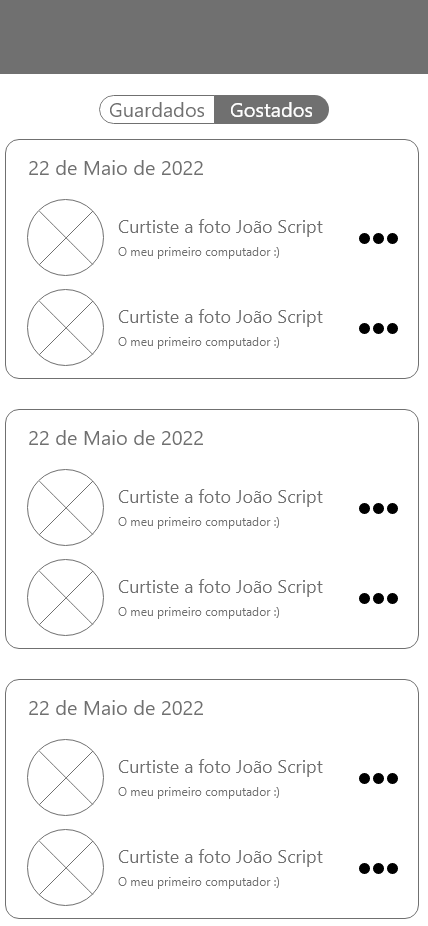 Guardados Gostados
22 de Maio de 2022
Curtiste a foto João Script
O meu primeiro computador :)
Curtiste a foto João Script
O meu primeiro computador :)
22 de Maio de 2022
Curtiste a foto João Script
O meu primeiro computador :)
Curtiste a foto João Script
O meu primeiro computador :)
22 de Maio de 2022
Curtiste a foto João Script
O meu primeiro computador :)
Curtiste a foto João Script
O meu primeiro computador :)